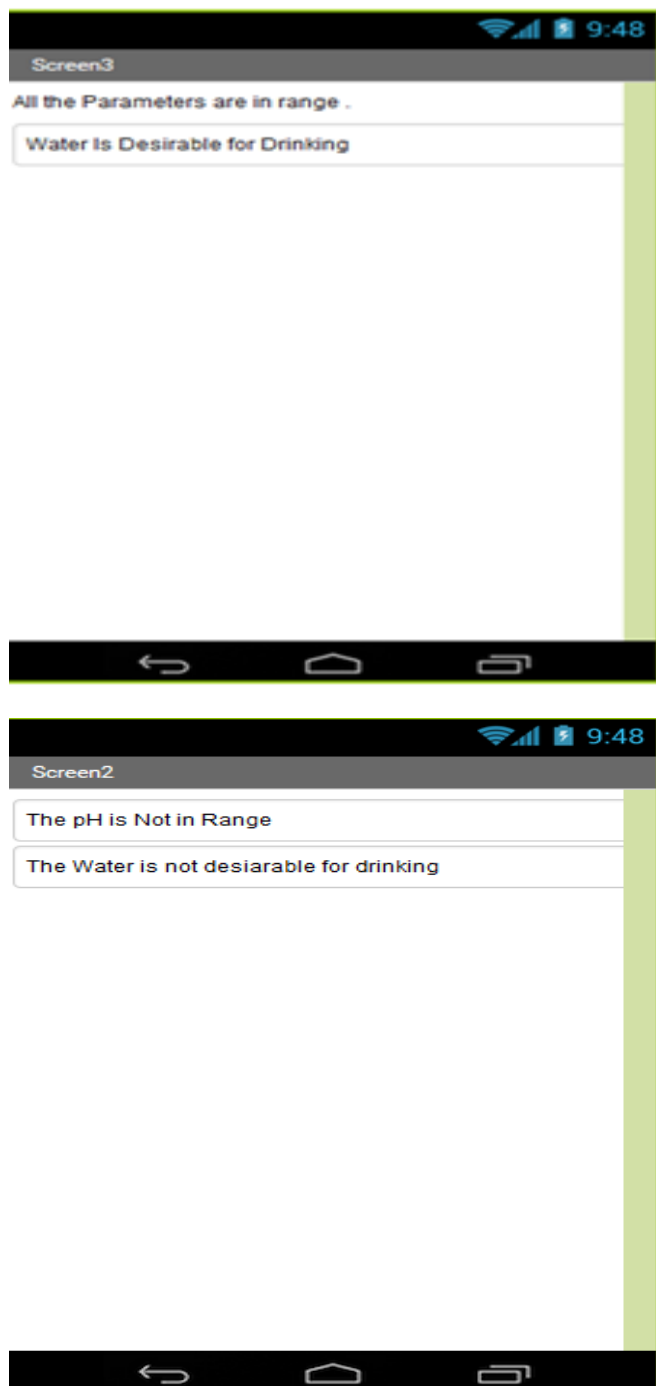 9:48
Screen3
All the Parameters are in range .
Water Is Desirable for Drinking
9:48
Screen2
The pH is Not in Range
The Water is not desiarable for drinking